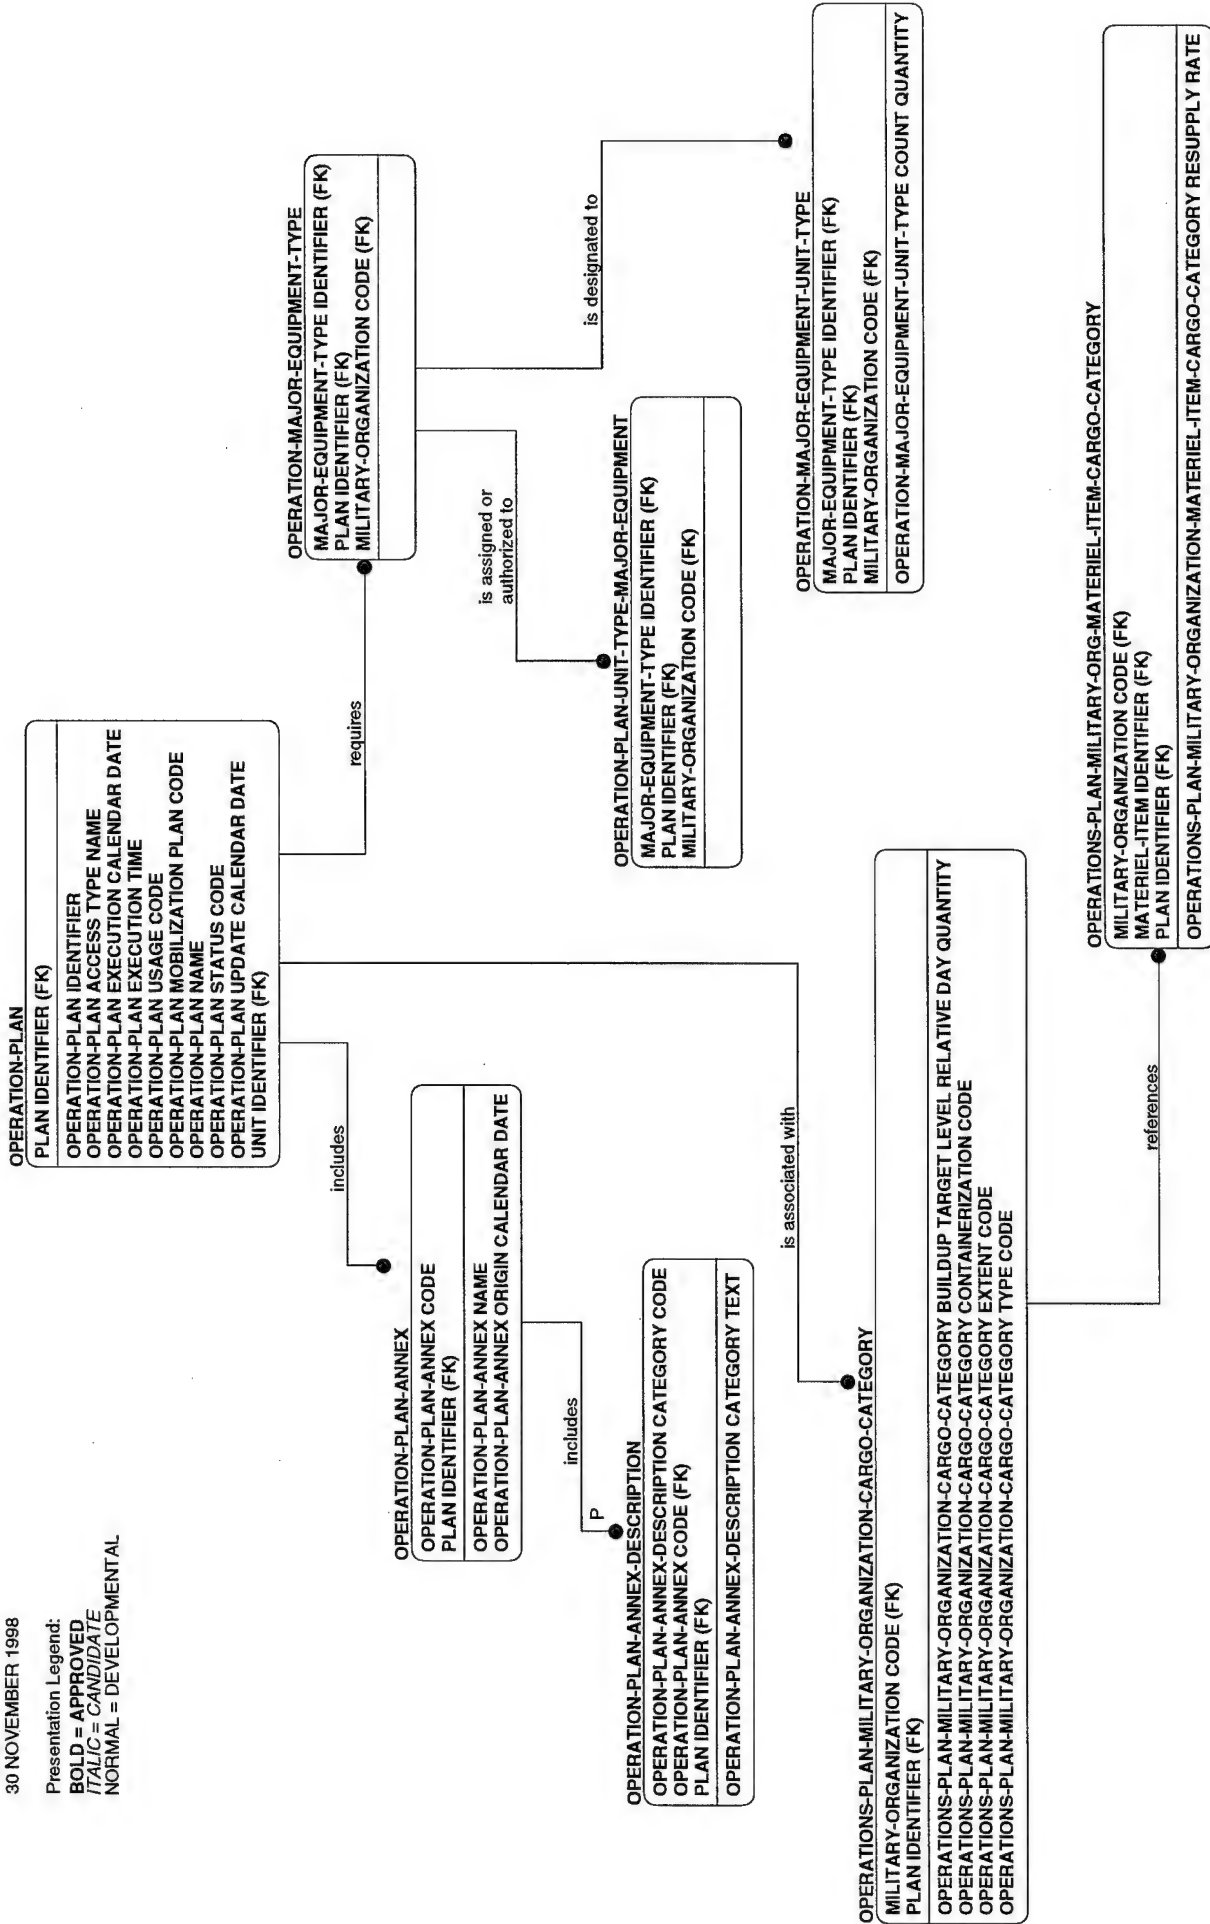 30 NOVEMBER 1998
Presentation Legend:
BOLD = APPROVED
ITALIC = CANDIDATE
NORMAL = DEVELOPMENTAL
OPERATION-PLAN
PLAN IDENTIFIER (FK)
OPERATION-PLAN IDENTIFIER
OPERATION-PLAN ACCESS TYPE NAME
OPERATION-PLAN EXECUTION CALENDAR DATE
OPERATION-PLAN EXECUTION TIME
OPERATION-PLAN USAGE CODE
OPERATION-PLAN MOBILIZATION PLAN CODE
OPERATION-PLAN NAME
OPERATION-PLAN STATUS CODE
OPERATION-PLAN UPDATE CALENDAR DATE
UNIT IDENTIFIER (FK)
includes
requires
OPERATION-MAJOR-EQUIPMENT-TYPE
MAJOR-EQUIPMENT-TYPE IDENTIFIER (FK)
PLAN IDENTIFIER (FK)
MILITARY-ORGANIZATION CODE (FK)
OPERATION-PLAN-ANNEX
OPERATION-PLAN-ANNEX CODE
PLAN IDENTIFIER (FK)
OPERATION-PLAN-ANNEX NAME
OPERATION-PLAN-ANNEX ORIGIN CALENDAR DATE
is assigned or
authorized to
is designated to
includes
P
OPERATION-PLAN-UNIT-TYPE-MAJOR-EQUIPMENT
MAJOR-EQUIPMENT-TYPE IDENTIFIER (FK)
PLAN IDENTIFIER (FK)
MILITARY-ORGANIZATION CODE (FK)
OPERATION-PLAN-ANNEX-DESCRIPTION
OPERATION-PLAN-ANNEX-DESCRIPTION CATEGORY CODE
OPERATION-PLAN-ANNEX CODE (FK)
PLAN IDENTIFIER (FK)
OPERATION-PLAN-ANNEX-DESCRIPTION CATEGORY TEXT
is associated with
OPERATION-MAJOR-EQUIPMENT-UNIT-TYPE
MAJOR-EQUIPMENT-TYPE IDENTIFIER (FK)
PLAN IDENTIFIER (FK)
MILITARY-ORGANIZATION CODE (FK)
OPERATION-MAJOR-EQUIPMENT-UNIT-TYPE COUNT QUANTITY
OPERATIONS-PLAN-MILITARY-ORGANIZATION-CARGO-CATEGORY
MILITARY-ORGANIZATION CODE (FK)
PLAN IDENTIFIER (FK)
OPERATIONS-PLAN-MILITARY-ORGANIZATION-CARGO-CATEGORY BUILDUP TARGET LEVEL RELATIVE DAY QUANTITY
OPERATIONS-PLAN-MILITARY-ORGANIZATION-CARGO-CATEGORY CONTAINERIZATION CODE
OPERATIONS-PLAN-MILITARY-ORGANIZATION-CARGO-CATEGORY EXTENT CODE
OPERATIONS-PLAN-MILITARY-ORGANIZATION-CARGO-CATEGORY TYPE CODE
references
OPERATIONS-PLAN-MILITARY-ORG-MATERIEL-ITEM-CARGO-CATEGORY
MILITARY-ORGANIZATION CODE (FK)
MATERIEL-ITEM IDENTIFIER (FK)
PLAN IDENTIFIER (FK)
OPERATIONS-PLAN-MILITARY-ORGANIZATION-MATERIEL-ITEM-CARGO-CATEGORY RESUPPLY RATE